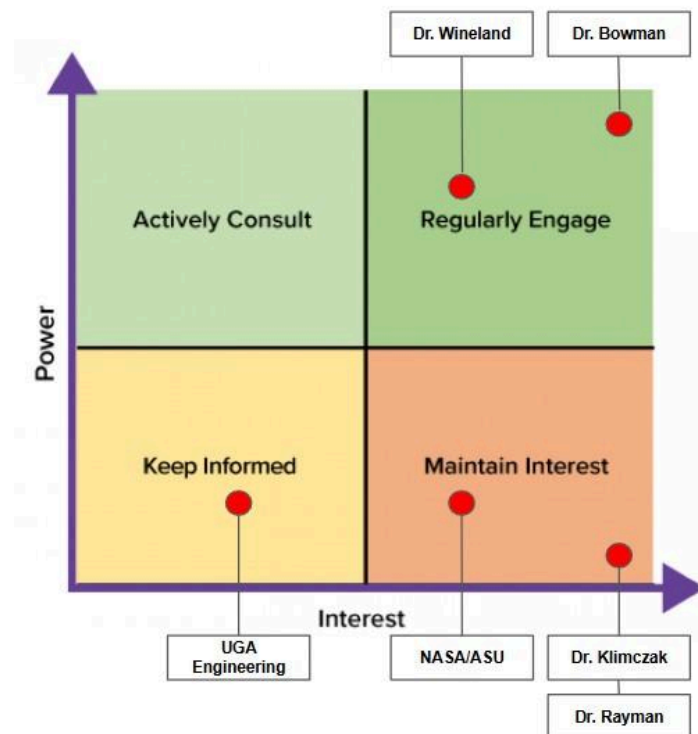 Dr. Wineland
Dr. Bowman
Actively Consult
Regularly Engage
Power
Keep Informed
Maintain Interest
Interest
UGA
Engineering
NASA/ASU
Dr. Klimczak
Dr. Rayman